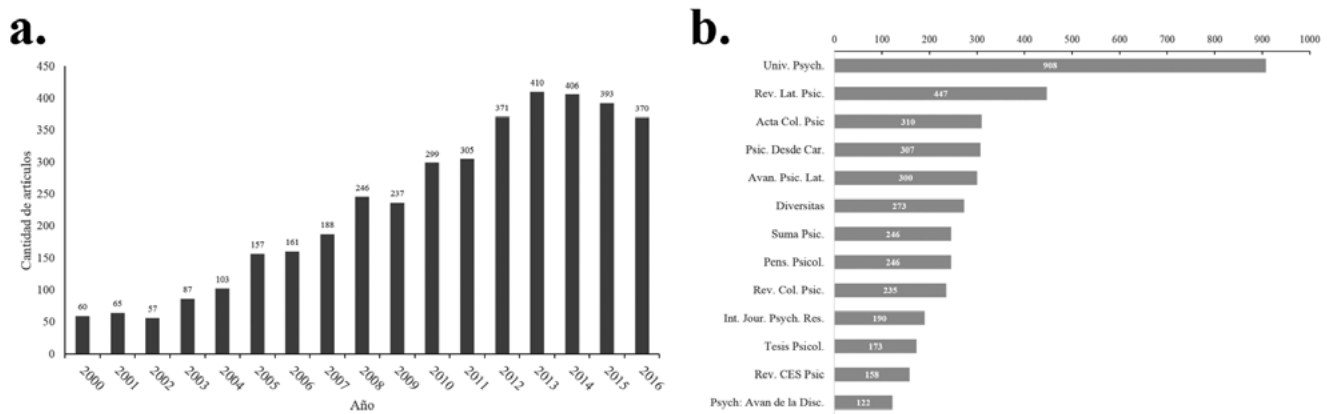 a.
450
400
350
300
250
200
150
100
50
0
Cantidad de artículos
60
65
57
87
103
157
161
188
246
237
299
305
371
410
406
393
370
2000
2001
2002
2003
2004
2005
2006
2007
2008
2009
2010
2011
2012
2013
2014
2015
2016
Año
b.
0 100 200 300 400 500 600 700 800 900 1000
Univ. Psych. 908
Rev. Lat. Psic. 447
Acta Col. Psic 310
Psic. Desde Car. 307
Avan. Psic. Lat. 300
Diversitas 273
Suma Psic. 246
Pens. Psicol. 246
Rev. Col. Psic. 235
Int. Jour. Psych. Res. 190
Tesis Psicol. 173
Rev. CES Psic 158
Psych: Avan de la Disc. 122